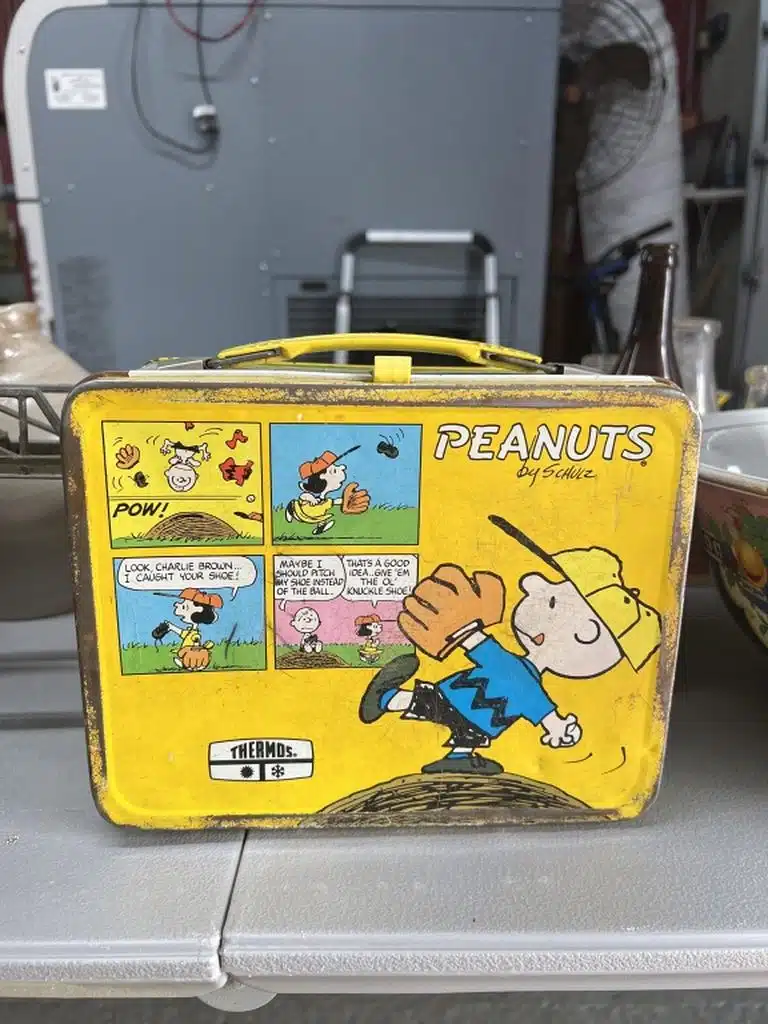 PEANUTS®
by SCHULZ
POW!
LOOK, CHARLIE BROWN...
I CAUGHT YOUR SHOE!
MAYBE I
SHOULD PITCH
MY SHOE INSTEAD
OF THE BALL.
THAT'S A GOOD
IDEA...GIVE 'EM
THE OL'
KNUCKLE SHOE!
THERMOS®